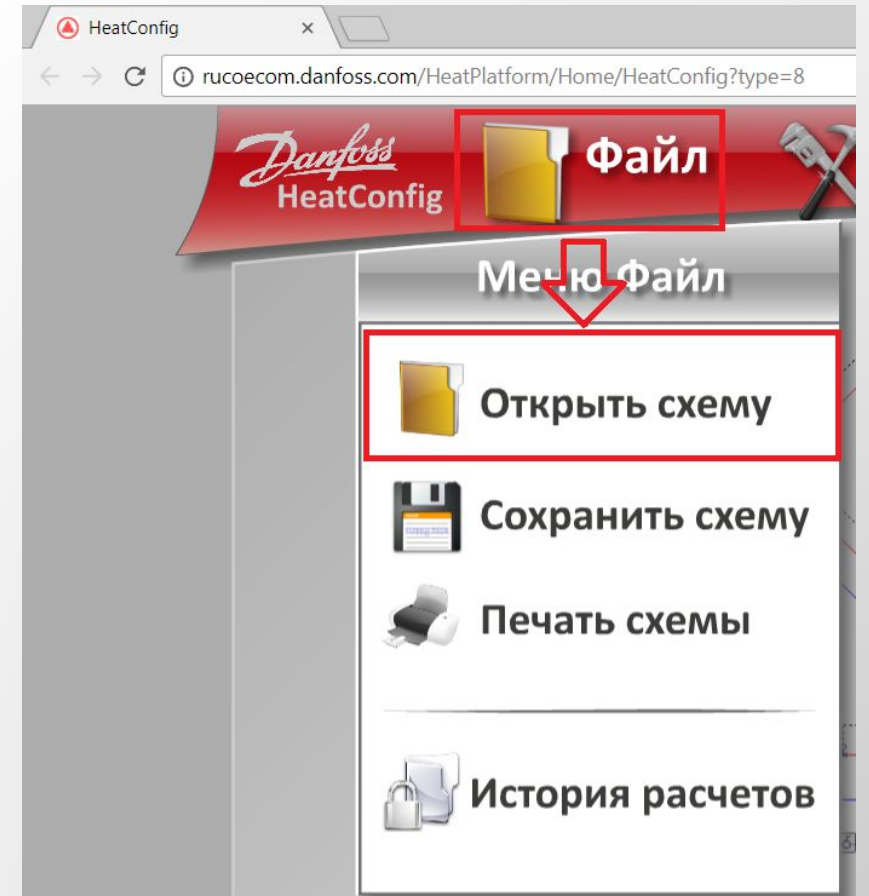 HeatConfig
rucoecom.danfoss.com/HeatPlatform/Home/HeatConfig?type=8
Danfoss
HeatConfig
Файл
Меню Файл
Открыть схему
Сохранить схему
Печать схемы
История расчетов